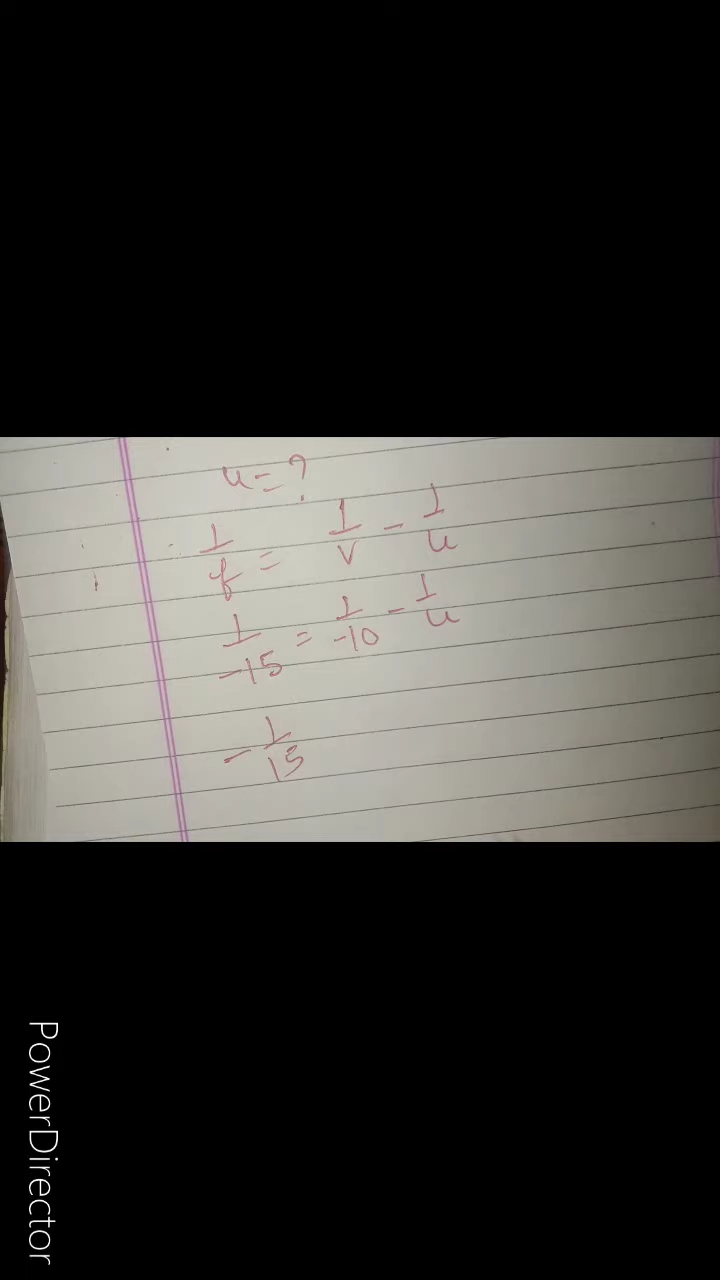 u = ?
1/f = 1/v - 1/u
1/-15 = 1/-10 - 1/u
- 1/15
PowerDirector